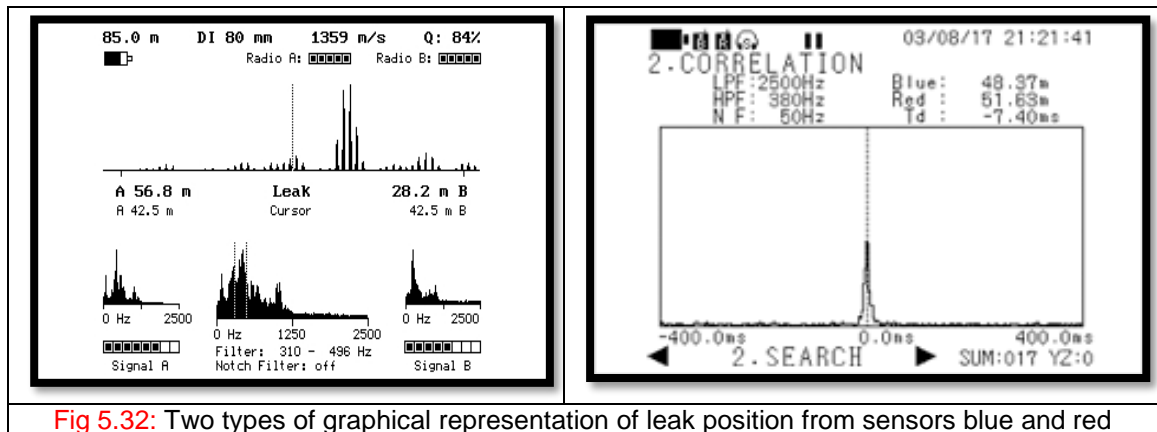 85.0 m DI 80 mm 1359 m/s Q: 84%
Radio A: Radio B:
A 56.8 m Leak 28.2 m B
A 42.5 m Cursor 42.5 m B
0 Hz 2500
0 Hz 1250 2500
0 Hz 2500
Filter: 310 - 496 Hz
Signal A Notch Filter: off Signal B
03/08/17 21:21:41
2.CORRELATION
LPF:2500Hz Blue: 48.37m
HPF: 380Hz Red : 51.63m
N F: 50Hz Td : -7.40ms
-400.0ms 0.0ms 400.0ms
2.SEARCH SUM:017 YZ:0
Fig 5.32: Two types of graphical representation of leak position from sensors blue and red